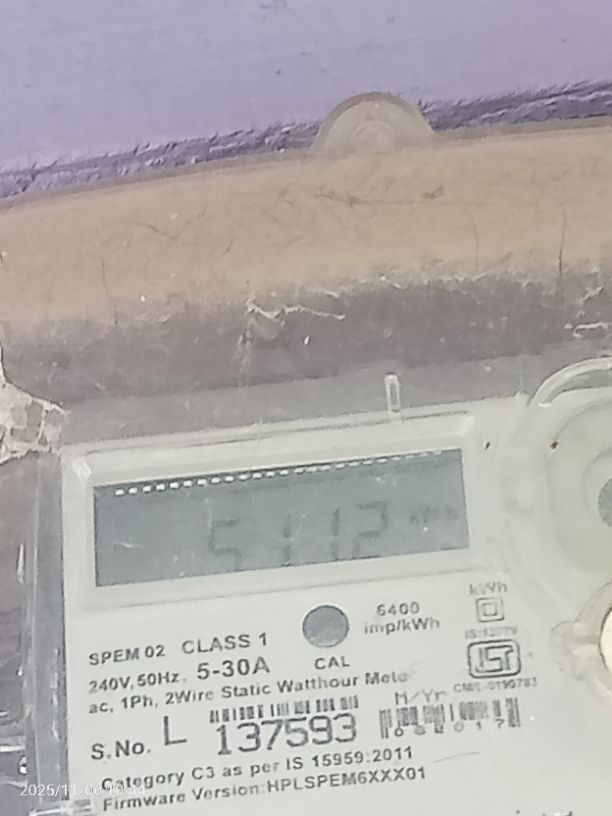 5112 kWh
kWh
6400
imp/kWh
SPEM 02 CLASS 1
CAL
240V, 50Hz, 5-30A
ac, 1Ph, 2Wire Static Watthour Meter
M/Yr
S.No. L 137593
Category C3 as per IS 15959:2011
Firmware Version:HPLSPEM6XXX01